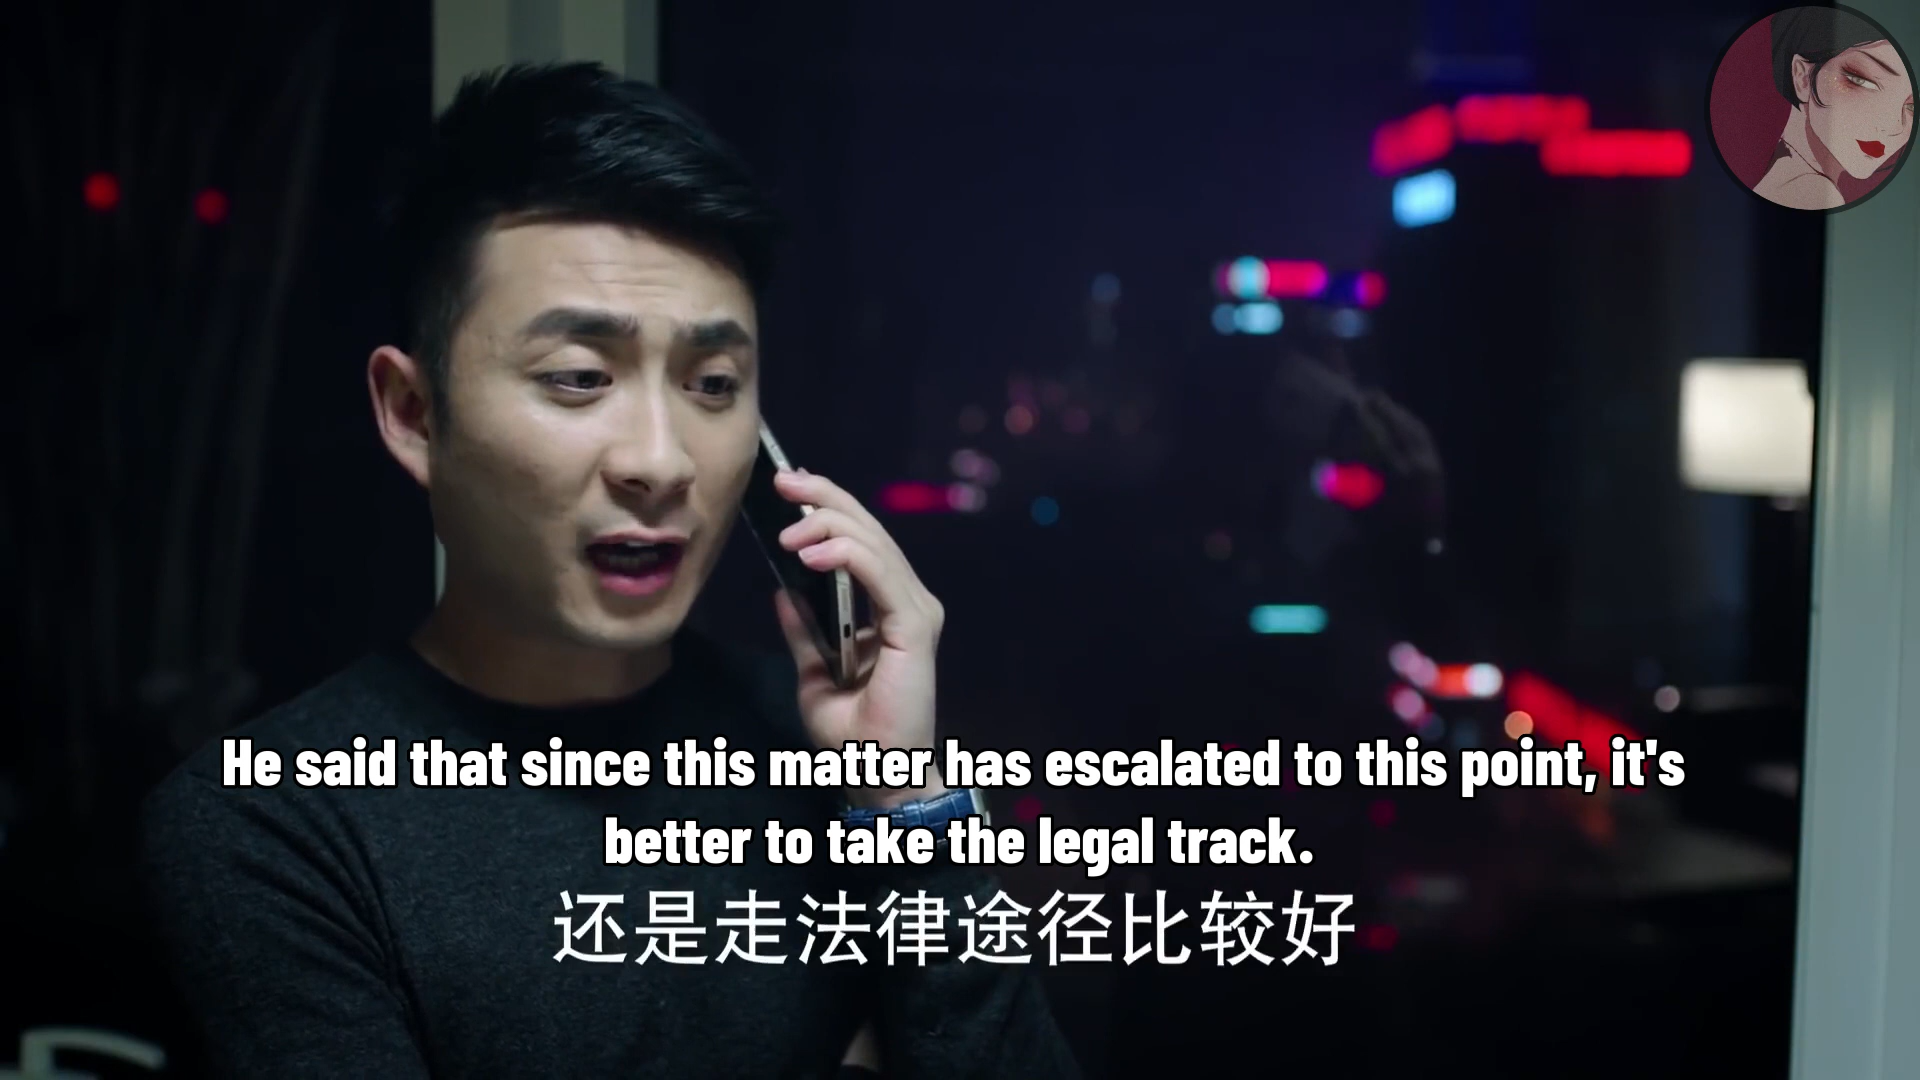 He said that since this matter has escalated to this point, it's
better to take the legal track.
还是走法律途径比较好